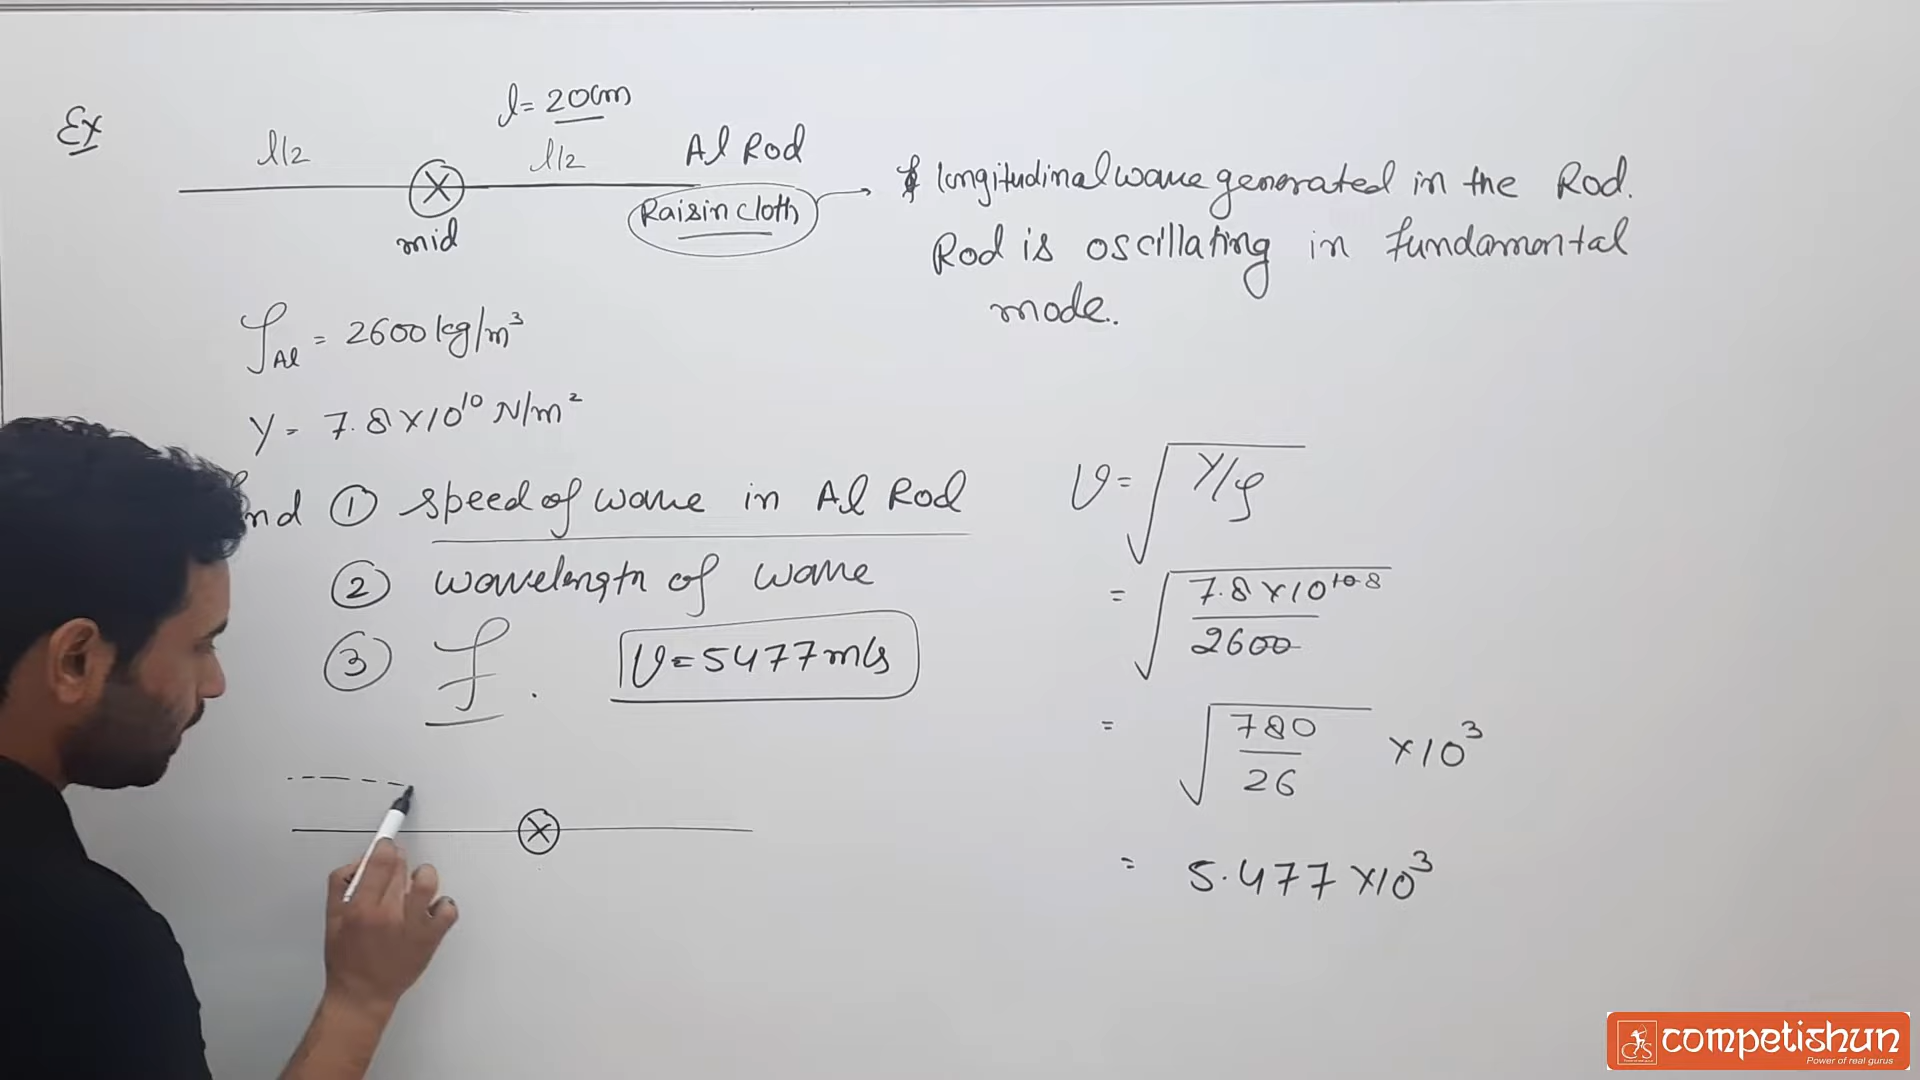 Ex
l = 20cm
l/2
l/2
Al Rod
mid
Raisin cloth
longitudinal wave generated in the Rod.
Rod is oscillating in fundamental
mode.
ρAl = 2600 kg/m³
Y = 7.8 × 10¹⁰ N/m²
nd ① speed of wave in Al Rod
② wavelength of wave
③ f.
V = 5477 m/s
V = √Y/ρ
= √7.8 × 10¹⁰ ⁸ / 2600
= √780/26 × 10³
= 5.477 × 10³
competishun
Power of real gurus